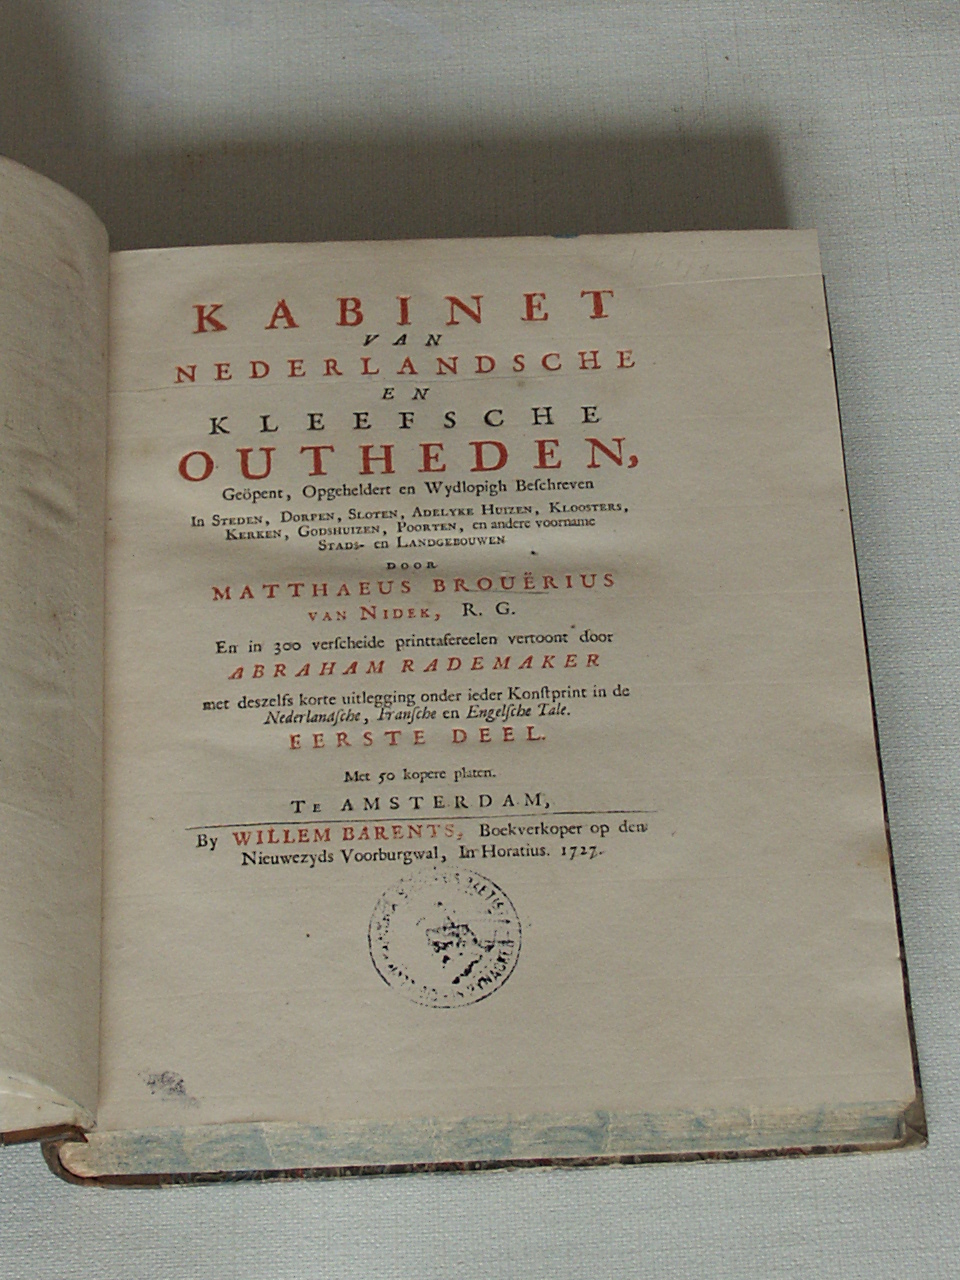 KABINET
VAN
NEDERLANDSCHE
EN
KLEEFSCHE
OUTHEDEN,
Geöpent, Opgeheldert en Wydlopigh Beſchreven
In STEDEN, DORPEN, SLOTEN, ADELYKE HUIZEN, KLOOSTERS,
KERKEN, GODSHUIZEN, POORTEN, en andere voorname
STADS- en LANDGEBOUWEN
DOOR
MATTHAEUS BROUËRIUS
VAN NIDEK, R. G.
En in 300 verſcheide printtafereelen vertoont door
ABRAHAM RADEMAKER
met deszelfs korte uitlegging onder ieder Konſtprint in de
Nederlandſche, Franſche en Engelſche Tale.
EERSTE DEEL.
Met 50 kopere platen.
TE AMSTERDAM,
By WILLEM BARENTS, Boekverkoper op den
Nieuwezyds Voorburgwal, In Horatius. 1727.